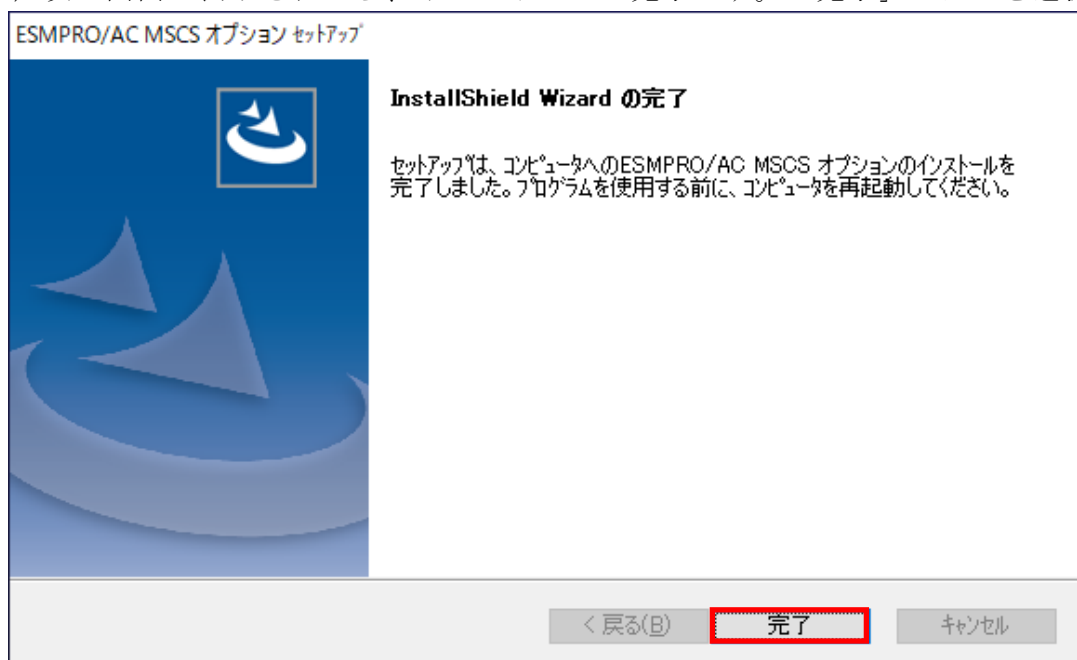 ESMPRO/AC MSCS オプション セットアップ
InstallShield Wizard の完了
セットアップは、コンピュータへのESMPRO/AC MSCS オプションのインストールを
完了しました。プログラムを使用する前に、コンピュータを再起動してください。
< 戻る(B)
完了
キャンセル